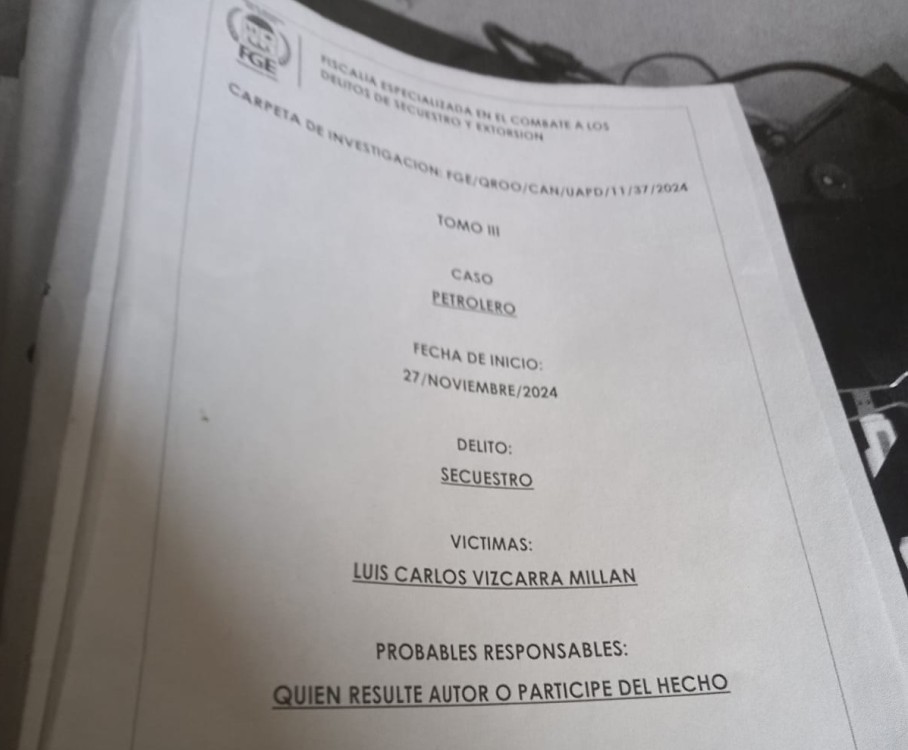 FGE
FISCALIA ESPECIALIZADA EN EL COMBATE A LOS
DELITOS DE SECUESTRO Y EXTORSION
CARPETA DE INVESTIGACION: FGE/QROO/CAN/UAPD/11/37/2024
TOMO III
CASO
PETROLERO
FECHA DE INICIO:
27/NOVIEMBRE/2024
DELITO:
SECUESTRO
VICTIMAS:
LUIS CARLOS VIZCARRA MILLAN
PROBABLES RESPONSABLES:
QUIEN RESULTE AUTOR O PARTICIPE DEL HECHO